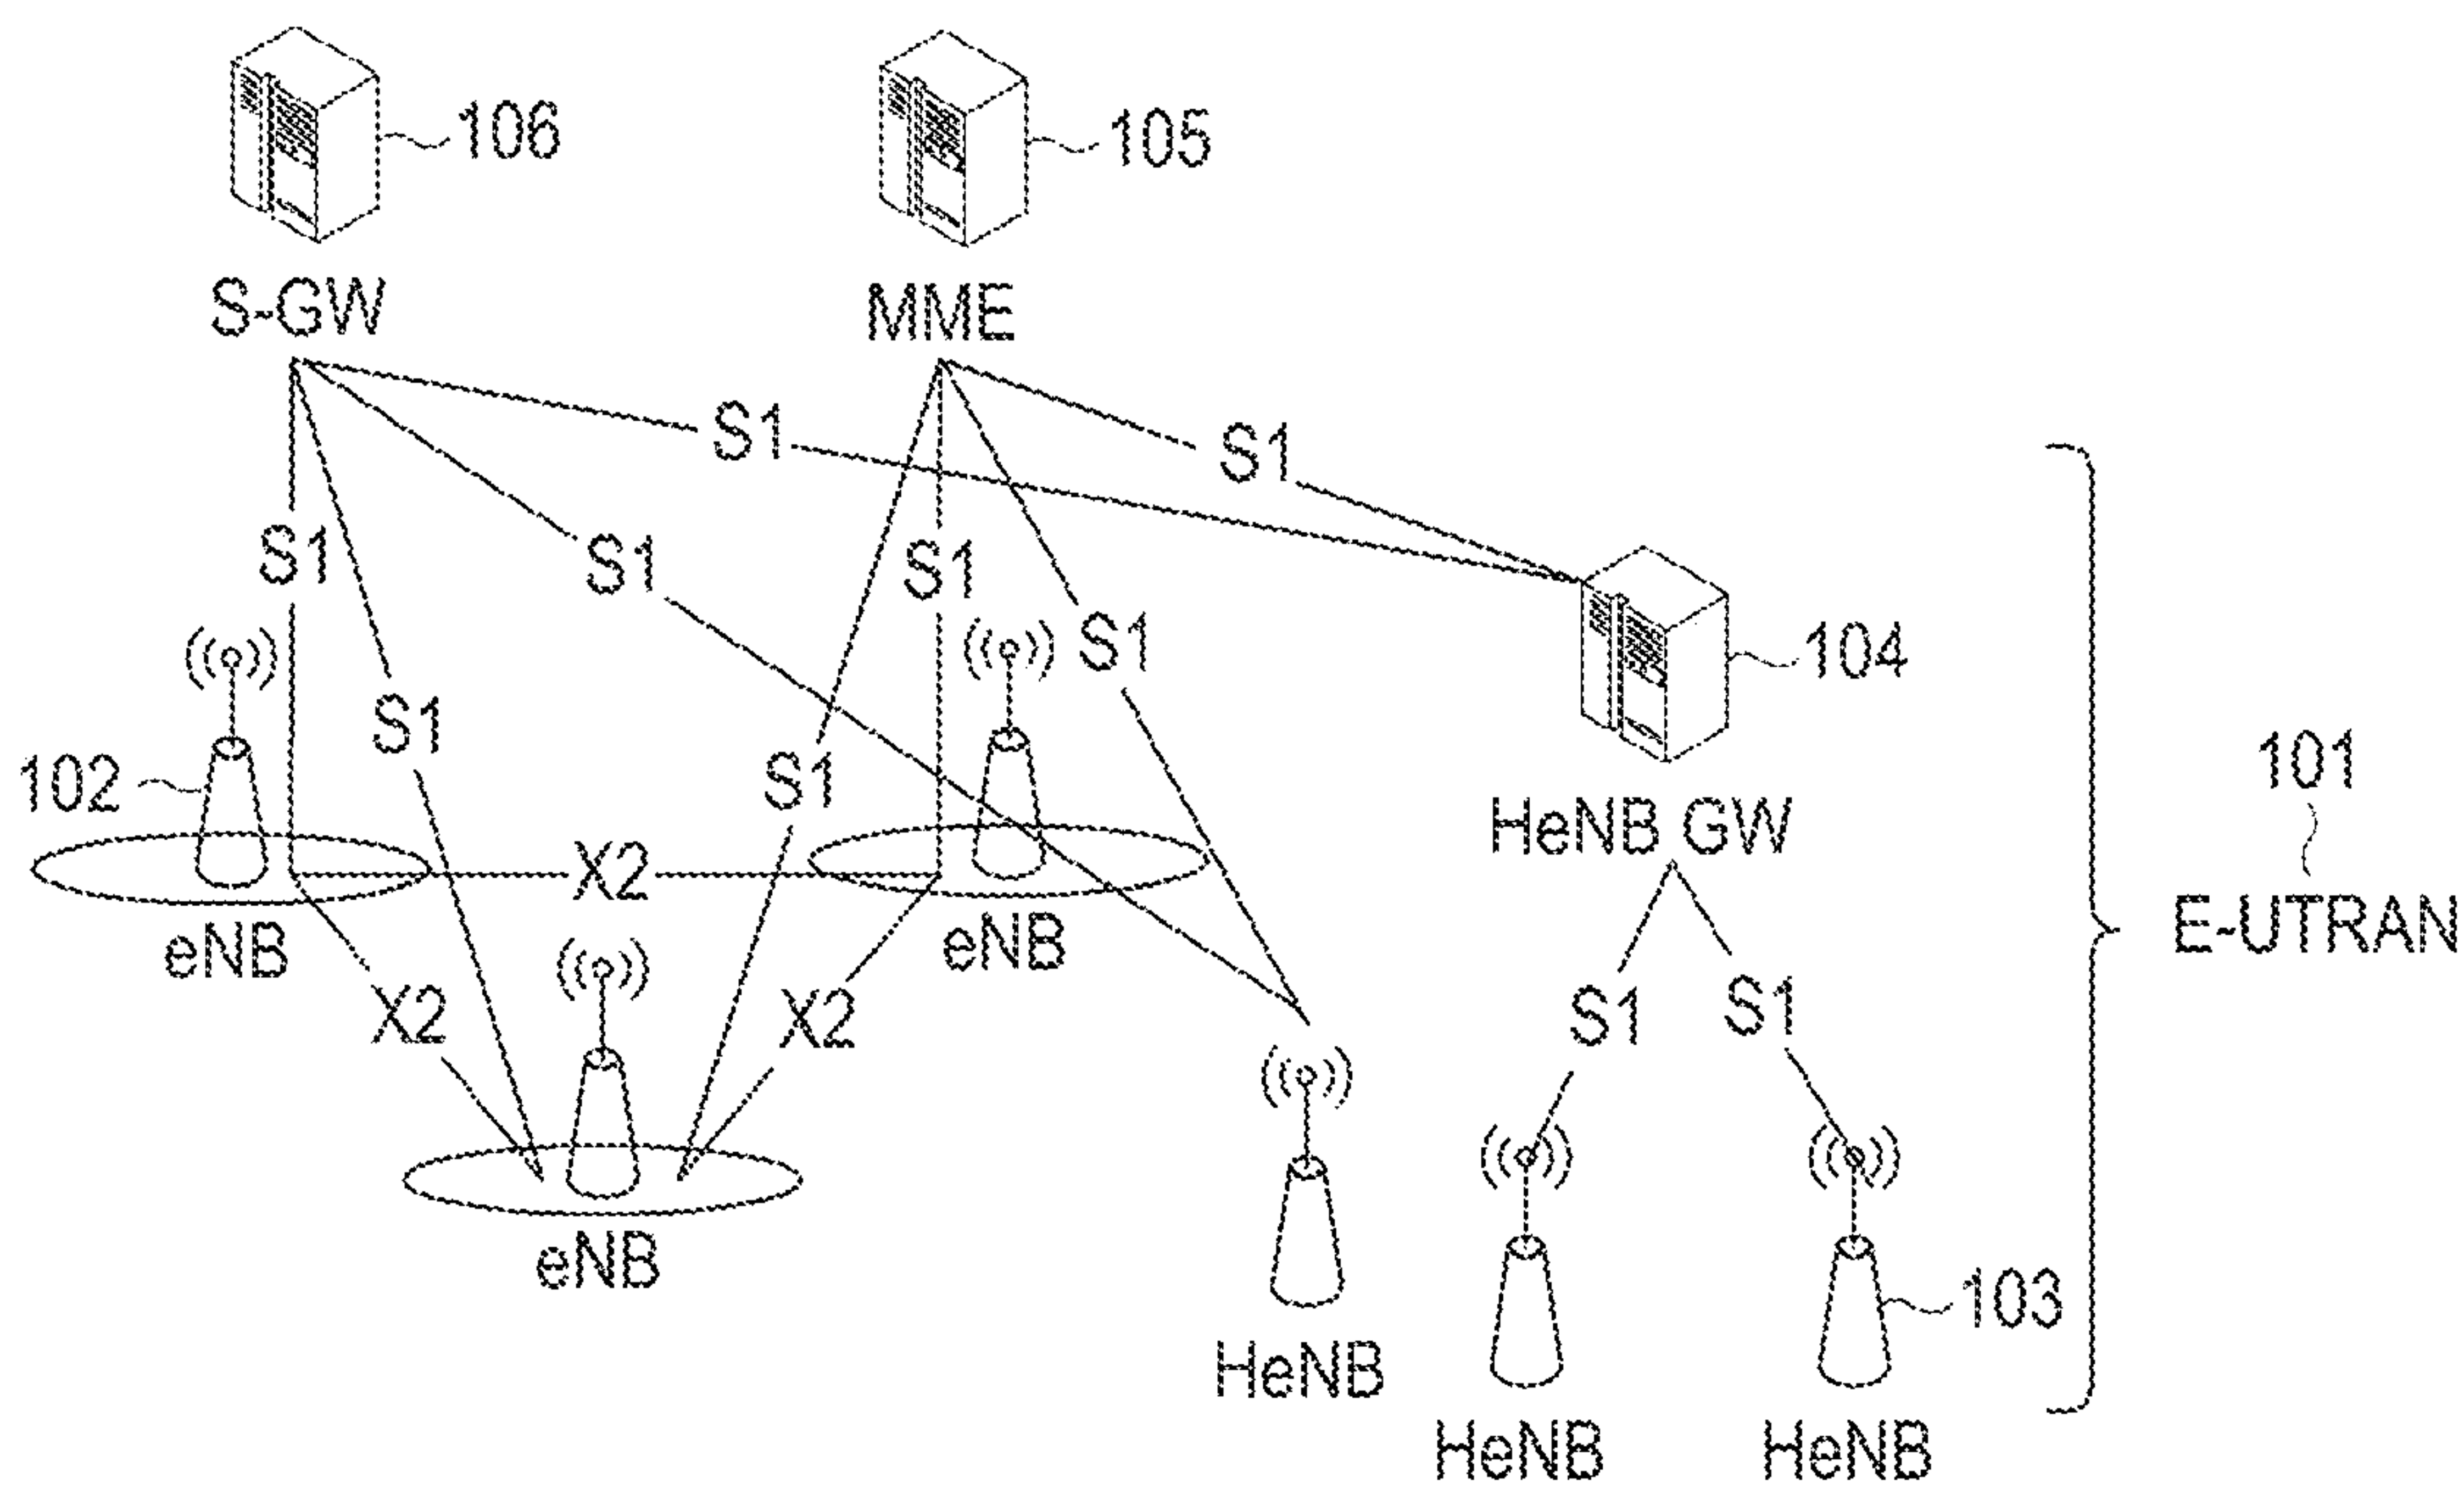 106
105
S-GW
MME
S1
S1
S1
S1
S1
S1
104
S1
S1
102
101
HeNB GW
X2
E-UTRAN
eNB
eNB
X2
X2
S1
S1
eNB
103
HeNB
HeNB
HeNB